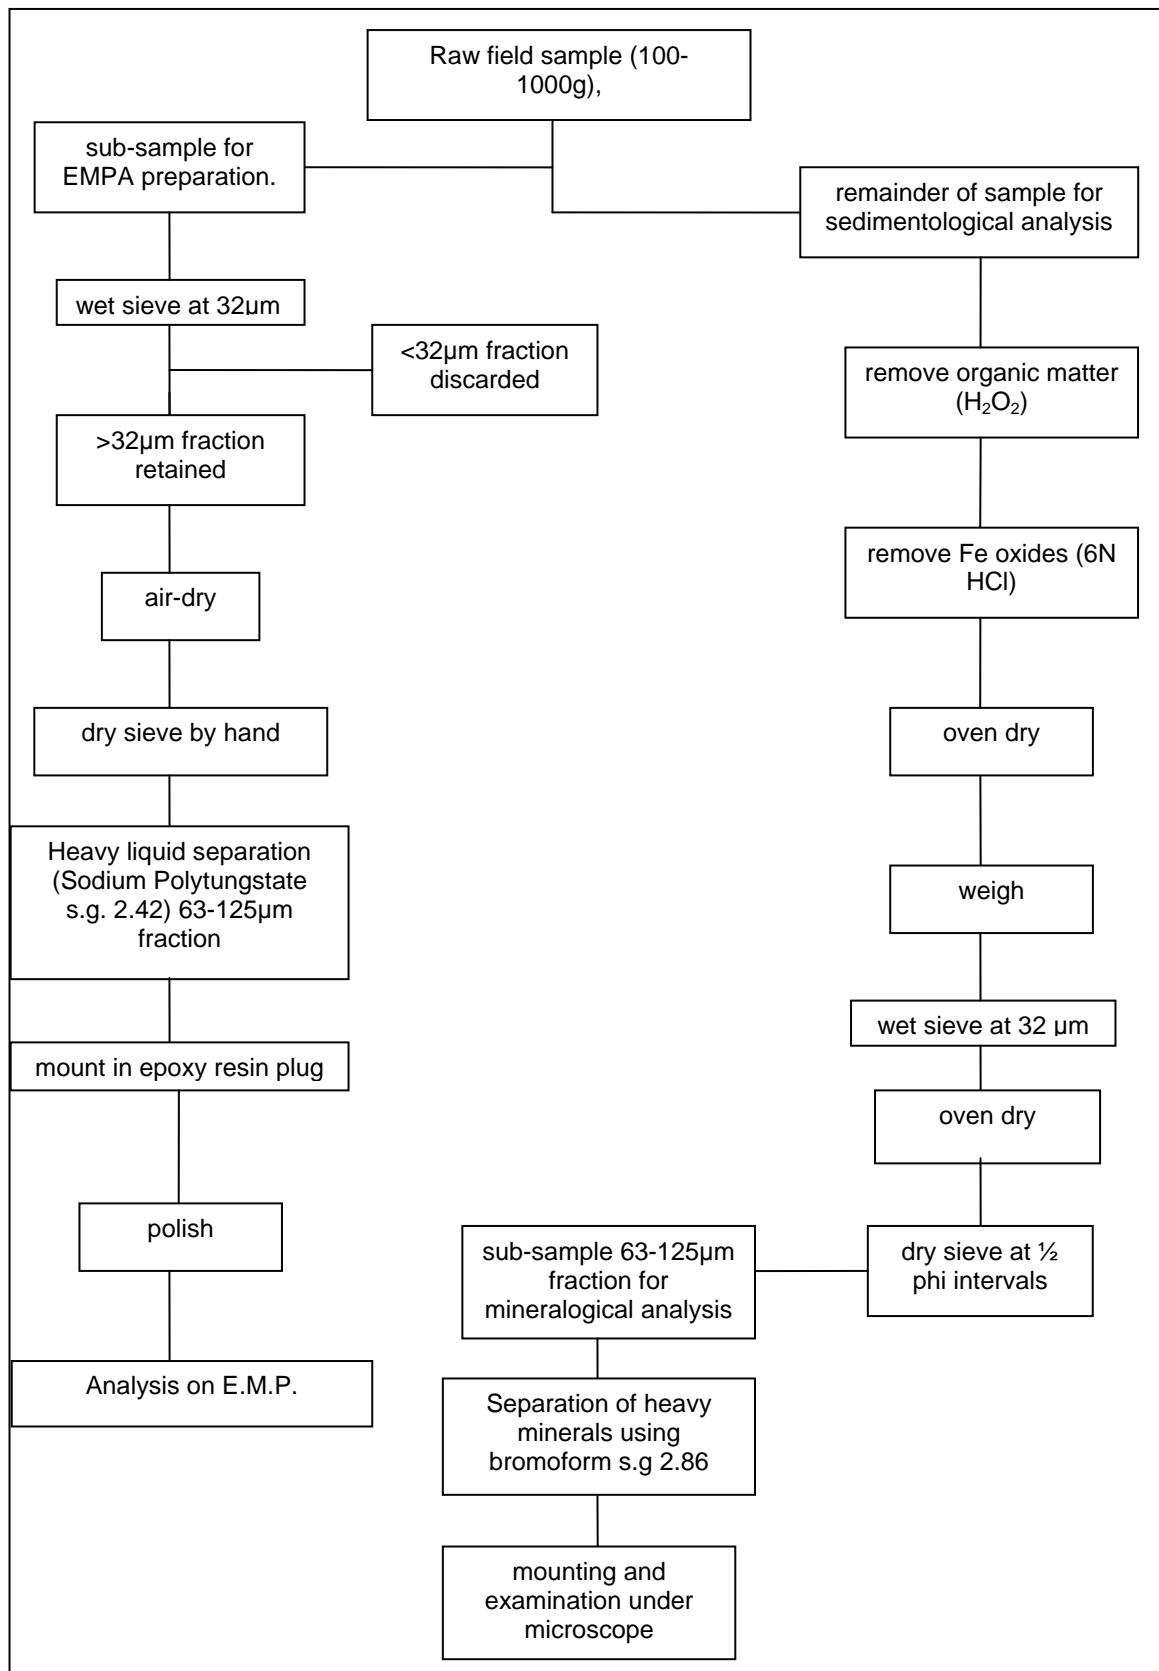 Raw field sample (100-
1000g),
sub-sample for
EMPA preparation.
remainder of sample for
sedimentological analysis
wet sieve at 32µm
<32µm fraction
discarded
>32µm fraction
retained
air-dry
dry sieve by hand
Heavy liquid separation
(Sodium Polytungstate
s.g. 2.42) 63-125µm
fraction
mount in epoxy resin plug
polish
Analysis on E.M.P.
remove organic matter
(H₂O₂)
remove Fe oxides (6N
HCl)
oven dry
weigh
wet sieve at 32 µm
oven dry
dry sieve at ½
phi intervals
sub-sample 63-125µm
fraction for
mineralogical analysis
Separation of heavy
minerals using
bromoform s.g 2.86
mounting and
examination under
microscope